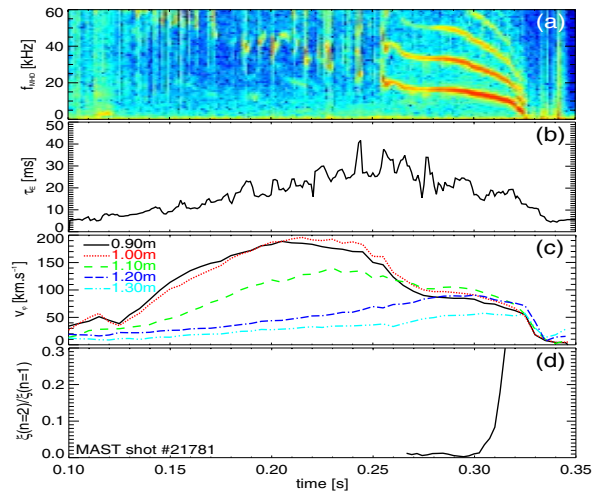 (a)
60
40
20
0
f_MHD [kHz]
(b)
50
40
30
20
10
0
τ_E [ms]
(c)
200
150
100
50
0
v_φ [km.s⁻¹]
0.90m
1.00m
1.10m
1.20m
1.30m
(d)
0.3
0.2
0.1
0.0
ξ(n=2)/ξ(n=1)
MAST shot #21781
0.10 0.15 0.20 0.25 0.30 0.35
time [s]